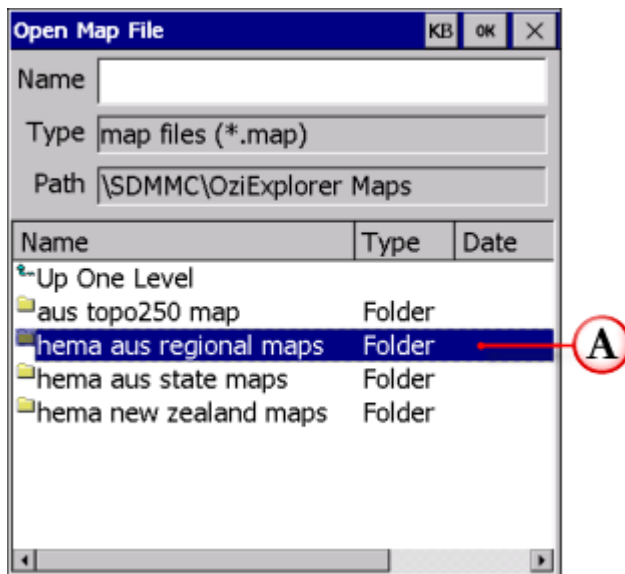 Open Map File KB OK ×
Name
Type map files (*.map)
Path \SDMMC\OziExplorer Maps
Name Type Date
Up One Level
aus topo250 map Folder
hema aus regional maps Folder A
hema aus state maps Folder
hema new zealand maps Folder